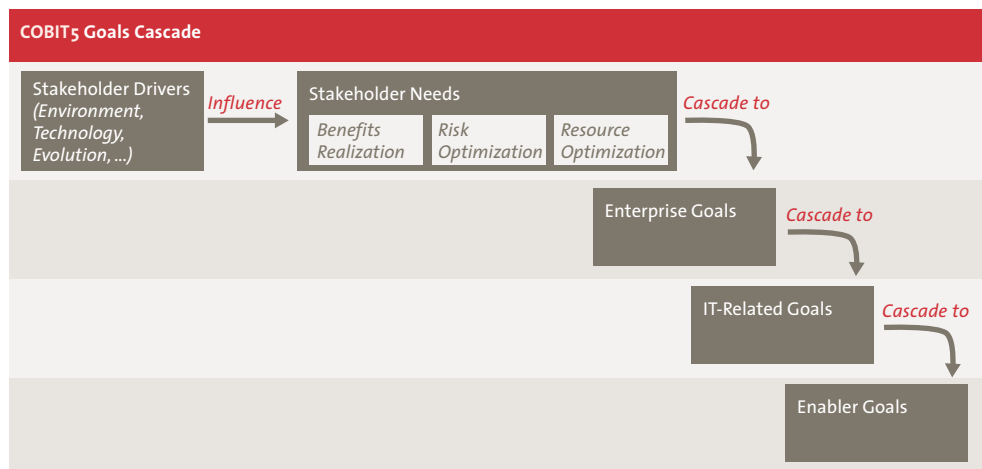 COBIT5 Goals Cascade
Stakeholder Drivers
(Environment,
Technology,
Evolution, ...)
Influence
Stakeholder Needs
Benefits
Realization
Risk
Optimization
Resource
Optimization
Cascade to
Enterprise Goals
Cascade to
IT-Related Goals
Cascade to
Enabler Goals